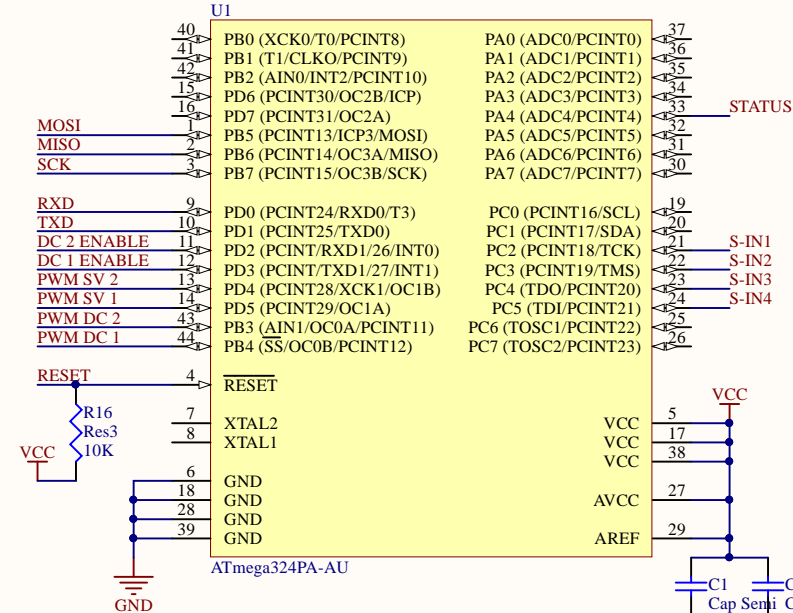 U1
40 PB0 (XCK0/T0/PCINT8) PA0 (ADC0/PCINT0) 37
41 PB1 (T1/CLKO/PCINT9) PA1 (ADC1/PCINT1) 36
42 PB2 (AIN0/INT2/PCINT10) PA2 (ADC2/PCINT2) 35
15 PD6 (PCINT30/OC2B/ICP) PA3 (ADC3/PCINT3) 34
16 PD7 (PCINT31/OC2A) PA4 (ADC4/PCINT4) 33 STATUS
MOSI 1 PB5 (PCINT13/ICP3/MOSI) PA5 (ADC5/PCINT5) 32
MISO 2 PB6 (PCINT14/OC3A/MISO) PA6 (ADC6/PCINT6) 31
SCK 3 PB7 (PCINT15/OC3B/SCK) PA7 (ADC7/PCINT7) 30
RXD 9 PD0 (PCINT24/RXD0/T3) PC0 (PCINT16/SCL) 19
TXD 10 PD1 (PCINT25/TXD0) PC1 (PCINT17/SDA) 20
DC 2 ENABLE 11 PD2 (PCINT/RXD1/26/INT0) PC2 (PCINT18/TCK) 21 S-IN1
DC 1 ENABLE 12 PD3 (PCINT/TXD1/27/INT1) PC3 (PCINT19/TMS) 22 S-IN2
PWM SV 2 13 PD4 (PCINT28/XCK1/OC1B) PC4 (TDO/PCINT20) 23 S-IN3
PWM SV 1 14 PD5 (PCINT29/OC1A) PC5 (TDI/PCINT21) 24 S-IN4
PWM DC 2 43 PB3 (AIN1/OC0A/PCINT11) PC6 (TOSC1/PCINT22) 25
PWM DC 1 44 PB4 (SS/OC0B/PCINT12) PC7 (TOSC2/PCINT23) 26
RESET 4 RESET
R16
Res3
10K
VCC
7 XTAL2
8 XTAL1
VCC
VCC 5
VCC 17
VCC 38
6 GND
18 GND AVCC 27
28 GND
39 GND AREF 29
GND
ATmega324PA-AU
C1
Cap Semi